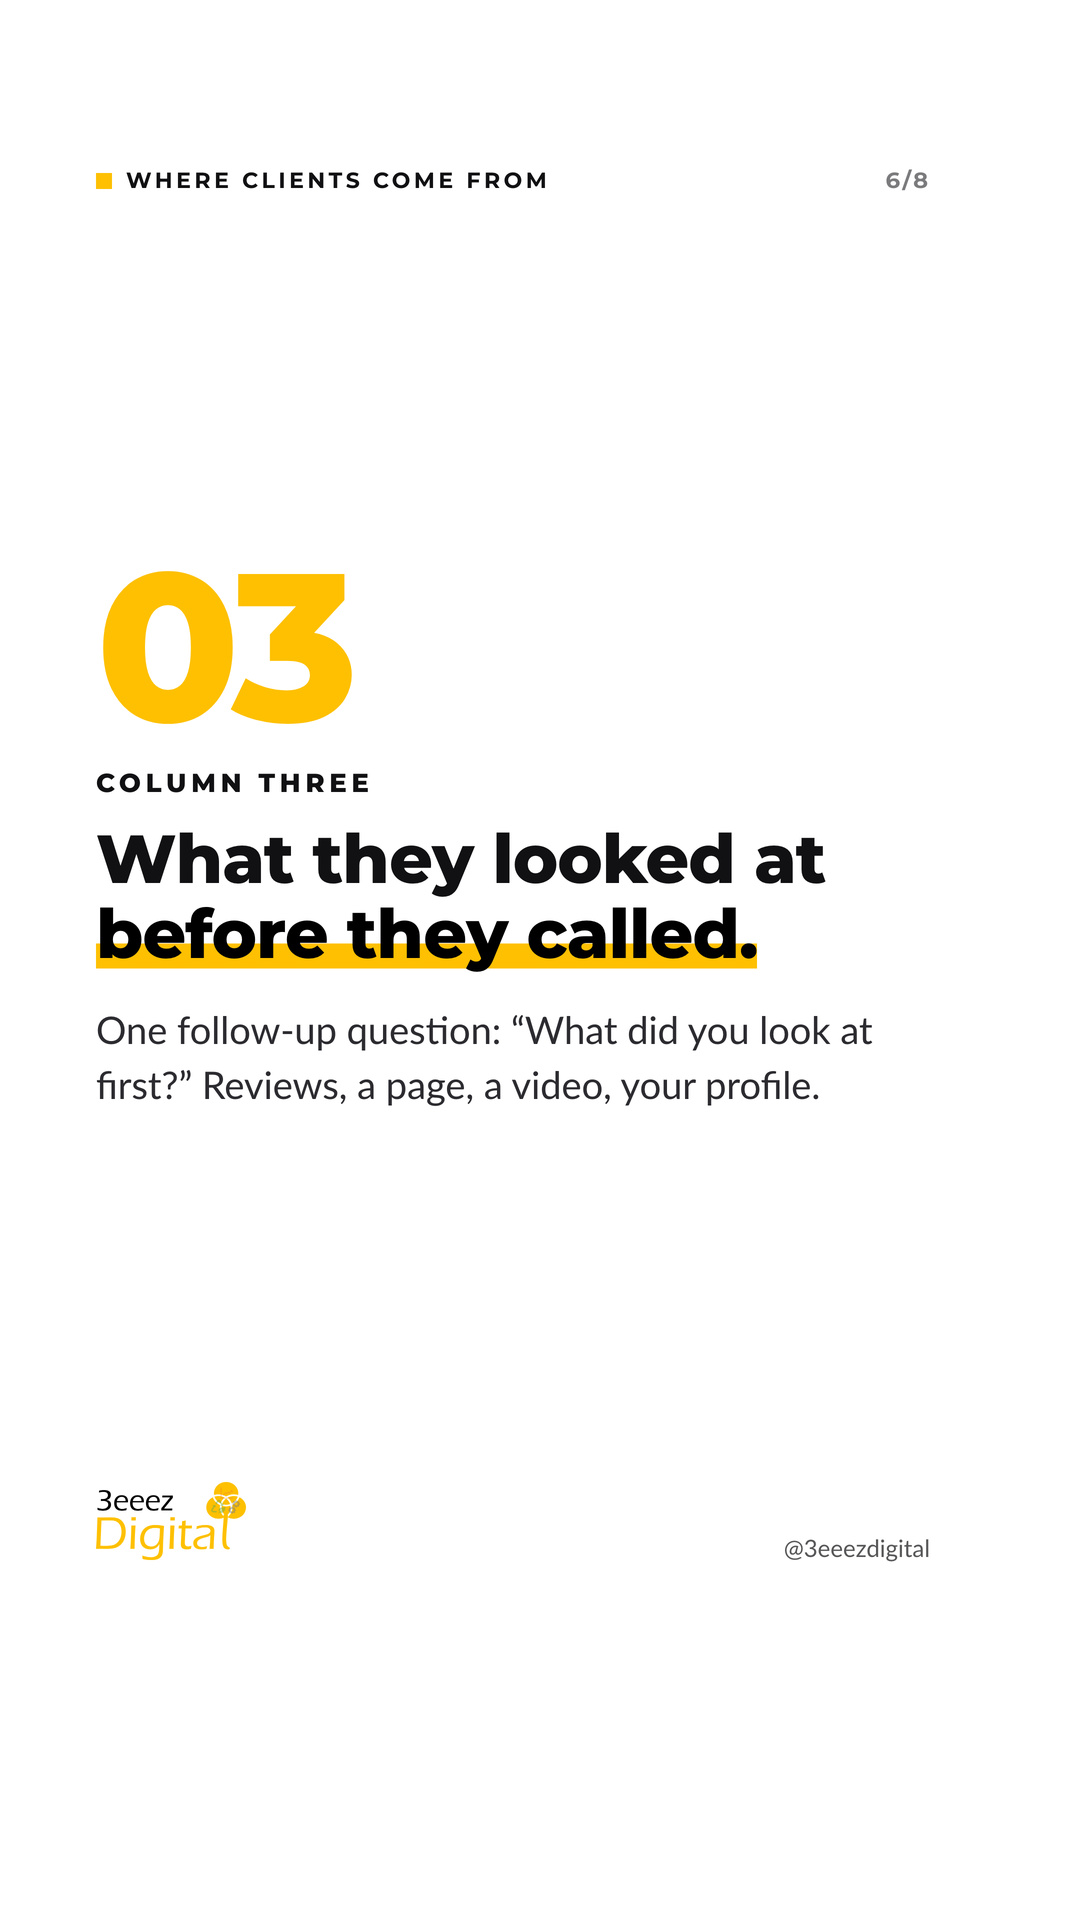 WHERE CLIENTS COME FROM
6/8
03
COLUMN THREE
What they looked at
before they called.
One follow-up question: “What did you look at
first?” Reviews, a page, a video, your profile.
3eeez
Digital
@3eeezdigital